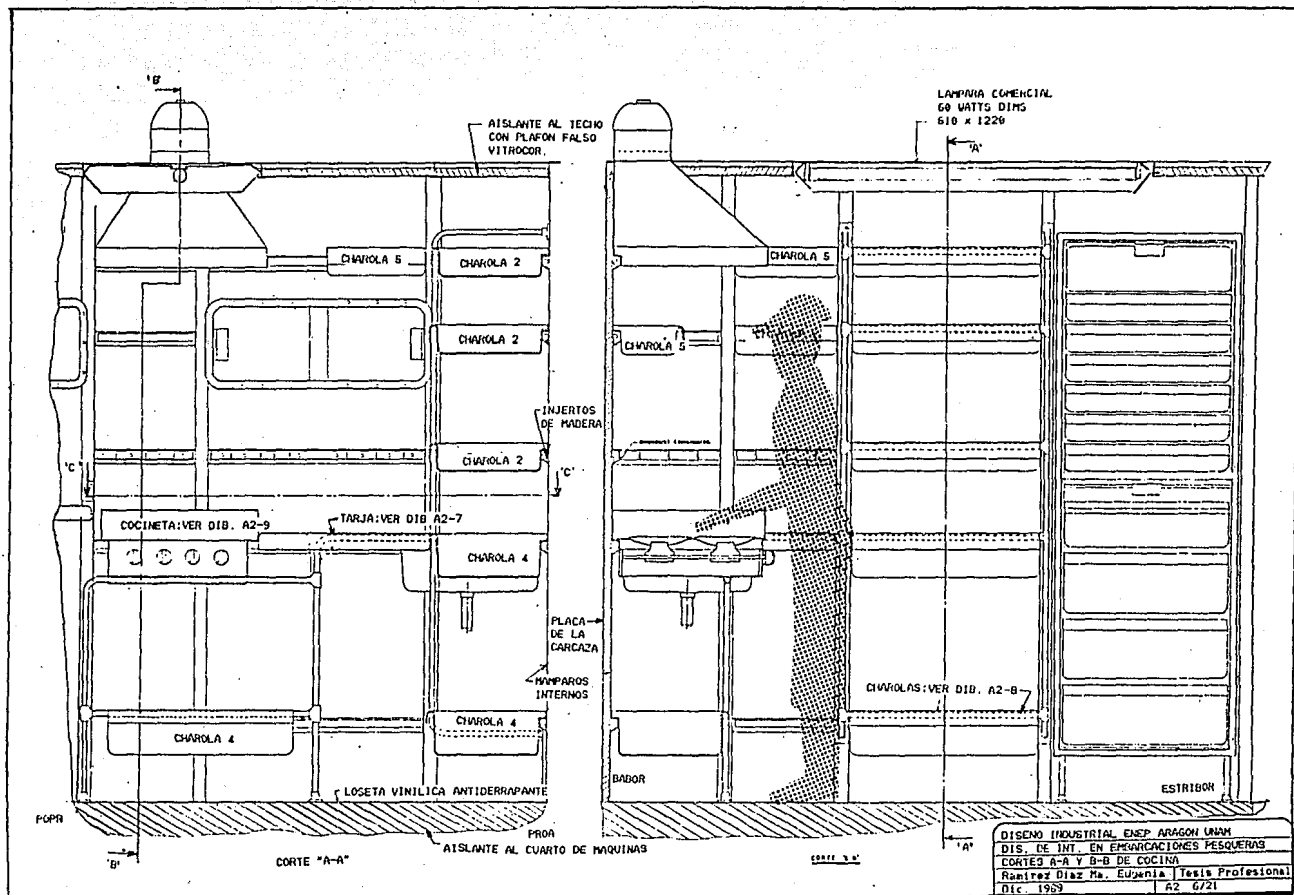 'B'
AISLANTE AL TECHO
CON PLAFON FALSO
VITROCOR.
CHAROLA 5
CHAROLA 2
CHAROLA 2
INJERTOS
DE MADERA
CHAROLA 2
'C'
'C'
COCINETA:VER DIB. A2-9
TARJA:VER DIB A2-7
CHAROLA 4
PLACA
DE LA
CARCAZA
MAMPAROS
INTERNOS
CHAROLA 4
CHAROLA 4
LOSETA VINILICA ANTIDERRAPANTE
POPA
PROA
AISLANTE AL CUARTO DE MAQUINAS
'B'
CORTE "A-A"
LAMPARA COMERCIAL
60 WATTS DIMS
610 x 1220
'A'
CHAROLA 5
CHAROLA 5
CHAROLAS:VER DIB. A2-8
BABOR
ESTRIBOR
'A'
CORTE
DISENO INDUSTRIAL ENEP ARAGON UNAM
DIS. DE INT. EN EMBARCACIONES PESQUERAS
CORTES A-A Y B-B DE COCINA
Ramirez Diaz Ma. Eugenia Tesis Profesional
Dic. 1989 A2 6/21